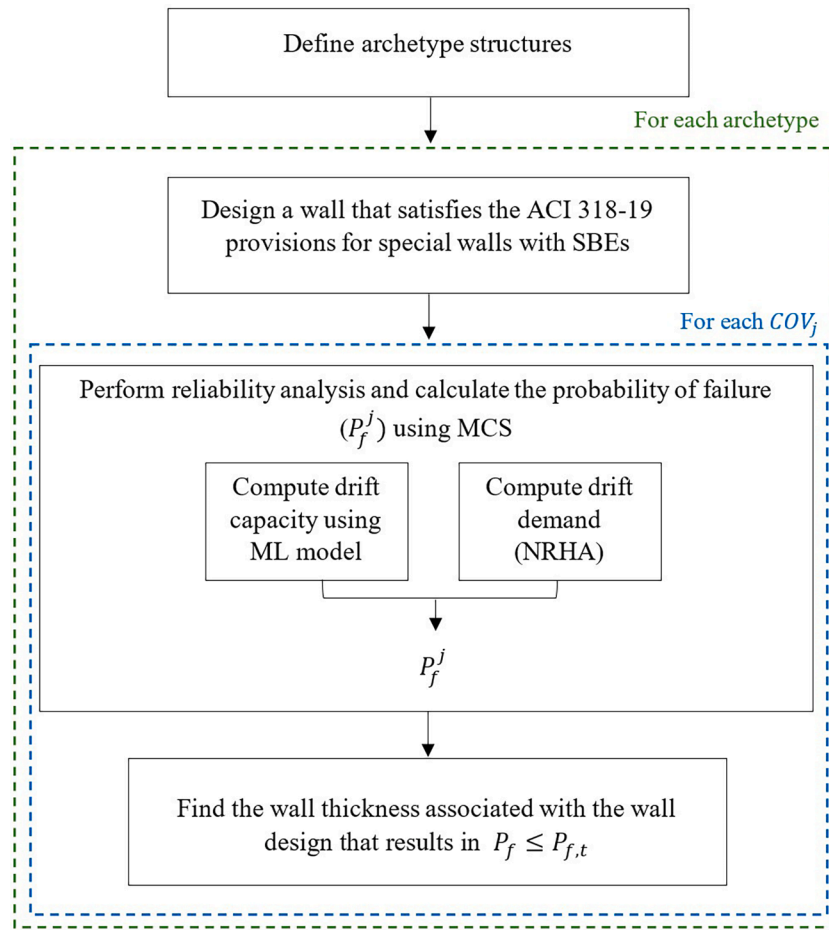 Define archetype structures
For each archetype
Design a wall that satisfies the ACI 318-19
provisions for special walls with SBEs
For each COV_j
Perform reliability analysis and calculate the probability of failure
(P_f^j) using MCS
Compute drift
capacity using
ML model
Compute drift
demand
(NRHA)
P_f^j
Find the wall thickness associated with the wall
design that results in P_f ≤ P_{f,t}